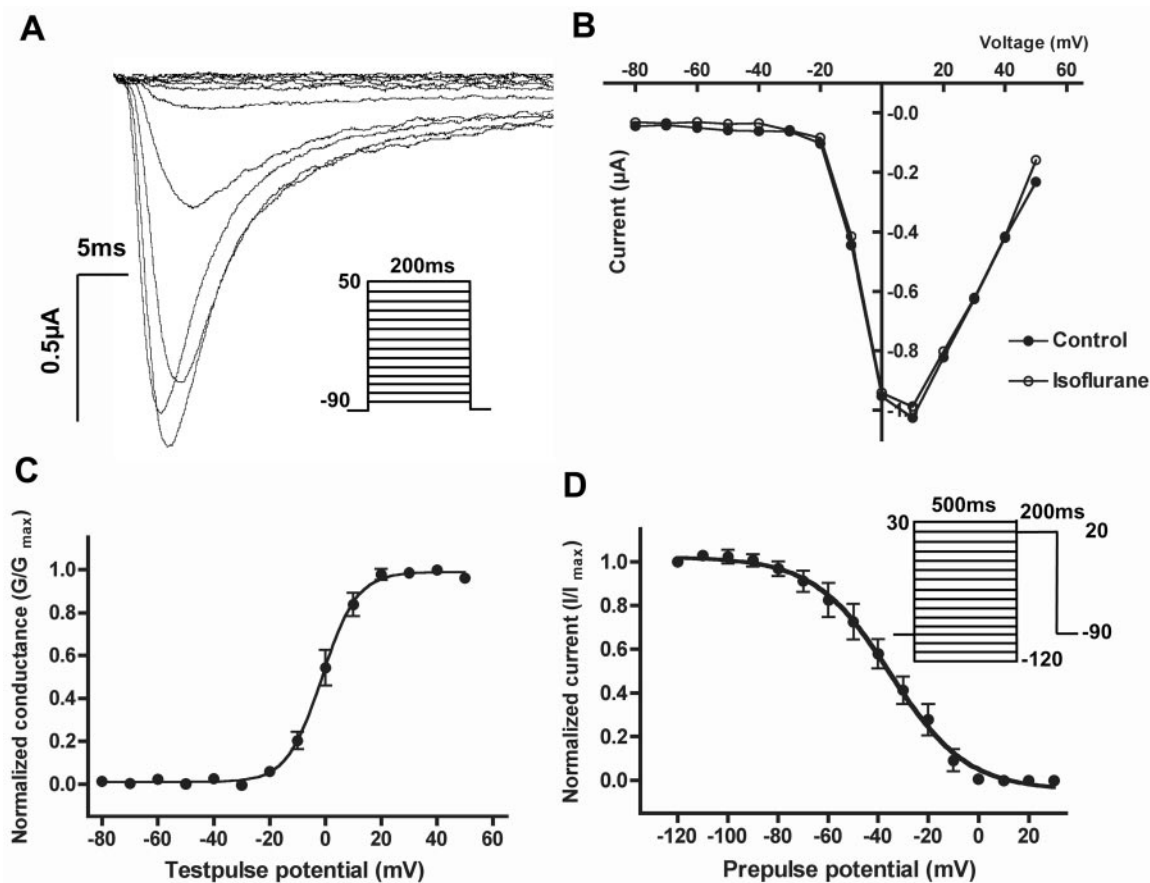 A
5ms
0.5µA
50
200ms
-90
B
Voltage (mV)
-80 -60 -40 -20 20 40 60
-0.0
-0.2
-0.4
-0.6
-0.8
Current (µA)
Control
Isoflurane
C
Normalized conductance (G/G max)
1.0
0.8
0.6
0.4
0.2
0.0
-80 -60 -40 -20 0 20 40 60
Testpulse potential (mV)
D
Normalized current (I/I max)
1.0
0.8
0.6
0.4
0.2
0.0
-120 -100 -80 -60 -40 -20 0 20
Prepulse potential (mV)
500ms
200ms
30
20
-90
-120